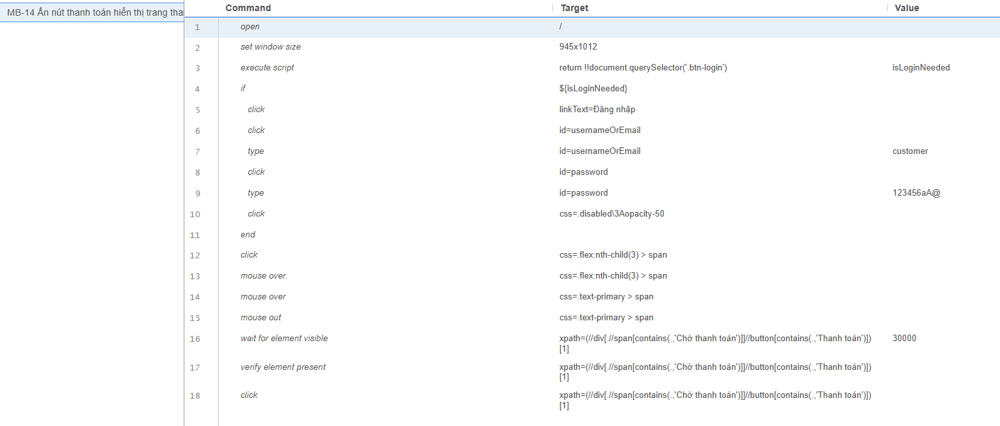 MB-14 Ấn nút thanh toán hiển thị trang
Command Target Value
1 open /
2 set window size 945x1012
3 execute script return !!document.querySelector('.btn-login') isLoginNeeded
4 if ${isLoginNeeded}
5 click linkText=Đăng nhập
6 click id=usernameOrEmail
7 type id=usernameOrEmail customer
8 click id=password
9 type id=password 123456aA@
10 click css=.disabled\3Aopacity-50
11 end
12 click css=.flex:nth-child(3) > span
13 mouse over css=.flex:nth-child(3) > span
14 mouse over css=.text-primary > span
15 mouse out css=.text-primary > span
16 wait for element visible xpath=(//div[.//span[contains(.,'Chờ thanh toán')]]//button[contains(.,'Thanh toán')]) 30000
[1]
17 verify element present xpath=(//div[.//span[contains(.,'Chờ thanh toán')]]//button[contains(.,'Thanh toán')])
[1]
18 click xpath=(//div[.//span[contains(.,'Chờ thanh toán')]]//button[contains(.,'Thanh toán')])
[1]